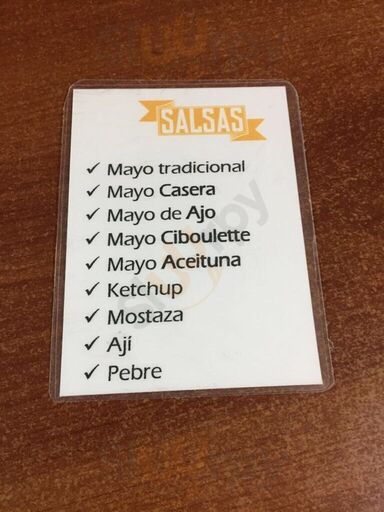 SALSAS
✓ Mayo tradicional
✓ Mayo Casera
✓ Mayo de Ajo
✓ Mayo Ciboulette
✓ Mayo Aceituna
✓ Ketchup
✓ Mostaza
✓ Ají
✓ Pebre